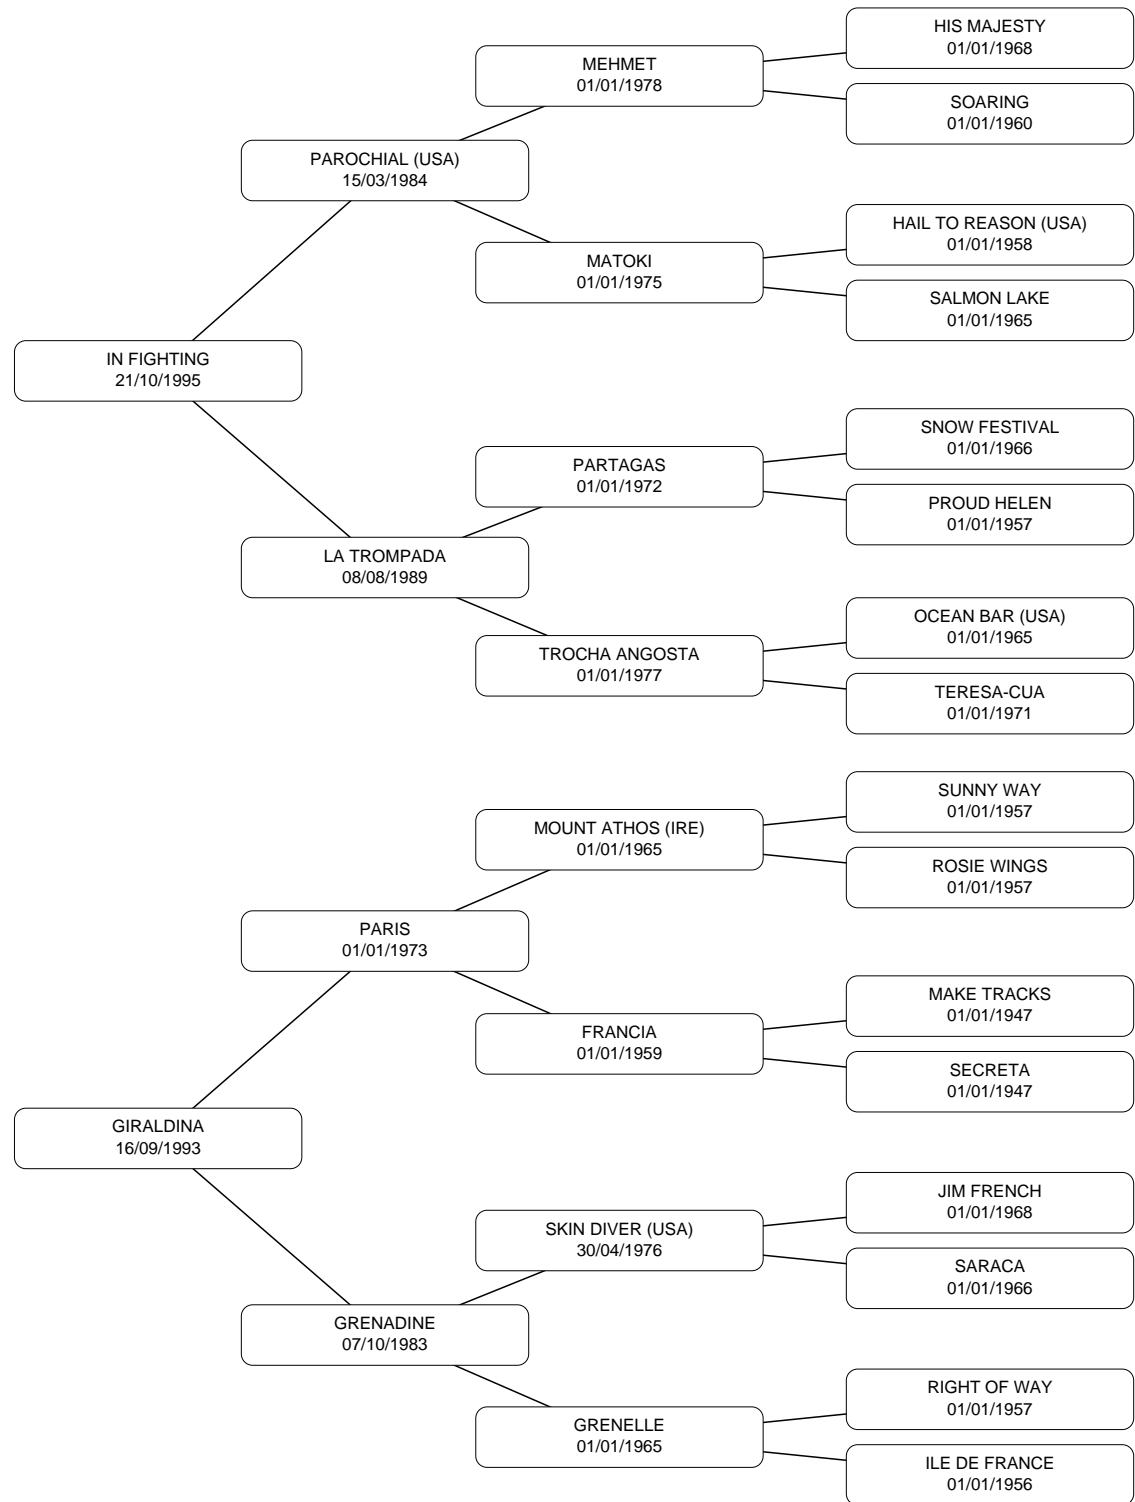 HIS MAJESTY
01/01/1968
MEHMET
01/01/1978
SOARING
01/01/1960
PAROCHIAL (USA)
15/03/1984
HAIL TO REASON (USA)
01/01/1958
MATOKI
01/01/1975
SALMON LAKE
01/01/1965
IN FIGHTING
21/10/1995
SNOW FESTIVAL
01/01/1966
PARTAGAS
01/01/1972
PROUD HELEN
01/01/1957
LA TROMPADA
08/08/1989
OCEAN BAR (USA)
01/01/1965
TROCHA ANGOSTA
01/01/1977
TERESA-CUA
01/01/1971
SUNNY WAY
01/01/1957
MOUNT ATHOS (IRE)
01/01/1965
ROSIE WINGS
01/01/1957
PARIS
01/01/1973
MAKE TRACKS
01/01/1947
FRANCIA
01/01/1959
SECRETA
01/01/1947
GIRALDINA
16/09/1993
JIM FRENCH
01/01/1968
SKIN DIVER (USA)
30/04/1976
SARACA
01/01/1966
GRENADINE
07/10/1983
RIGHT OF WAY
01/01/1957
GRENELLE
01/01/1965
ILE DE FRANCE
01/01/1956